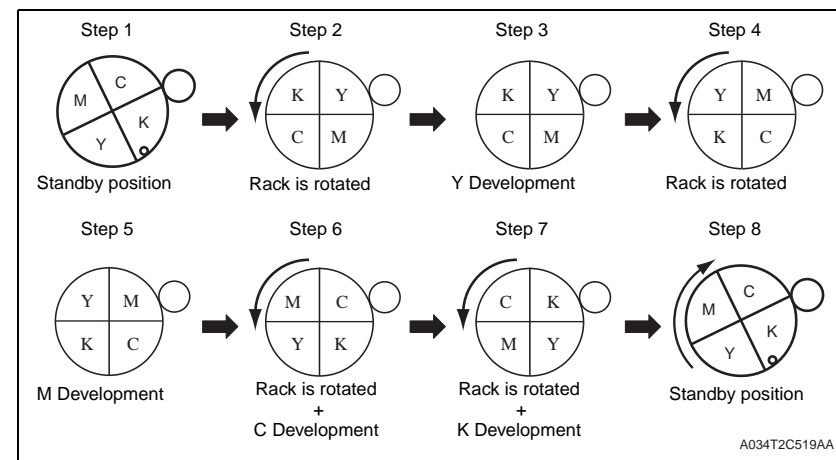 Step 1 Step 2 Step 3 Step 4
C
M K
Y
K Y
C M
K Y
C M
Y M
K C
Standby position Rack is rotated Y Development Rack is rotated
Step 5 Step 6 Step 7 Step 8
Y M
K C
M C
Y K
C K
M Y
C
M K
Y
M Development
Rack is rotated
+
C Development
Rack is rotated
+
K Development
Standby position
A034T2C519AA